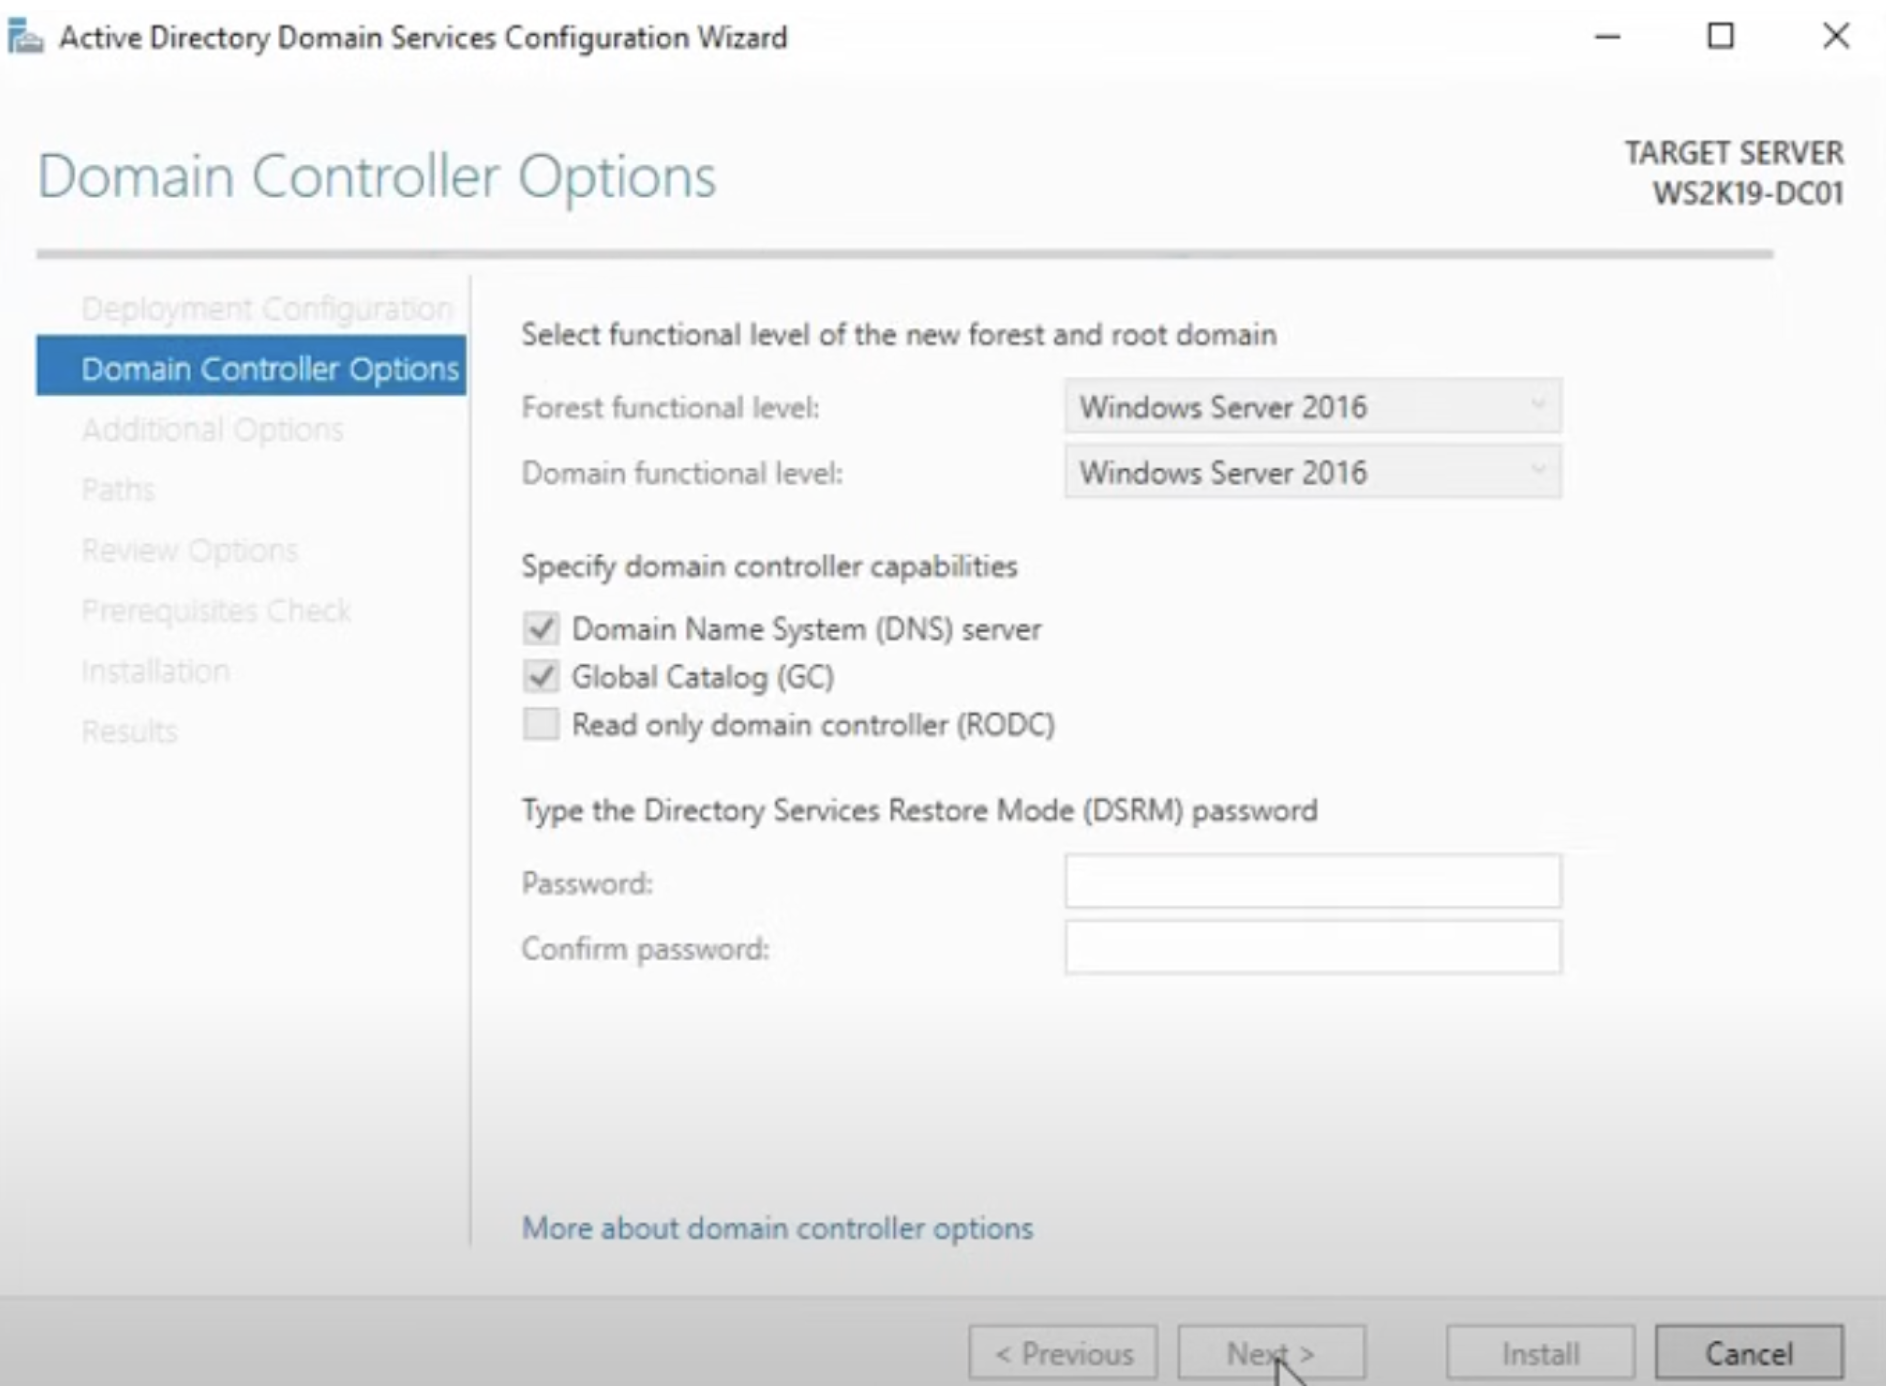 Active Directory Domain Services Configuration Wizard
Domain Controller Options
TARGET SERVER
WS2K19-DC01
Deployment Configuration
Domain Controller Options
Additional Options
Paths
Review Options
Prerequisites Check
Installation
Results
Select functional level of the new forest and root domain
Forest functional level: Windows Server 2016
Domain functional level: Windows Server 2016
Specify domain controller capabilities
Domain Name System (DNS) server
Global Catalog (GC)
Read only domain controller (RODC)
Type the Directory Services Restore Mode (DSRM) password
Password:
Confirm password:
More about domain controller options
< Previous Next > Install Cancel